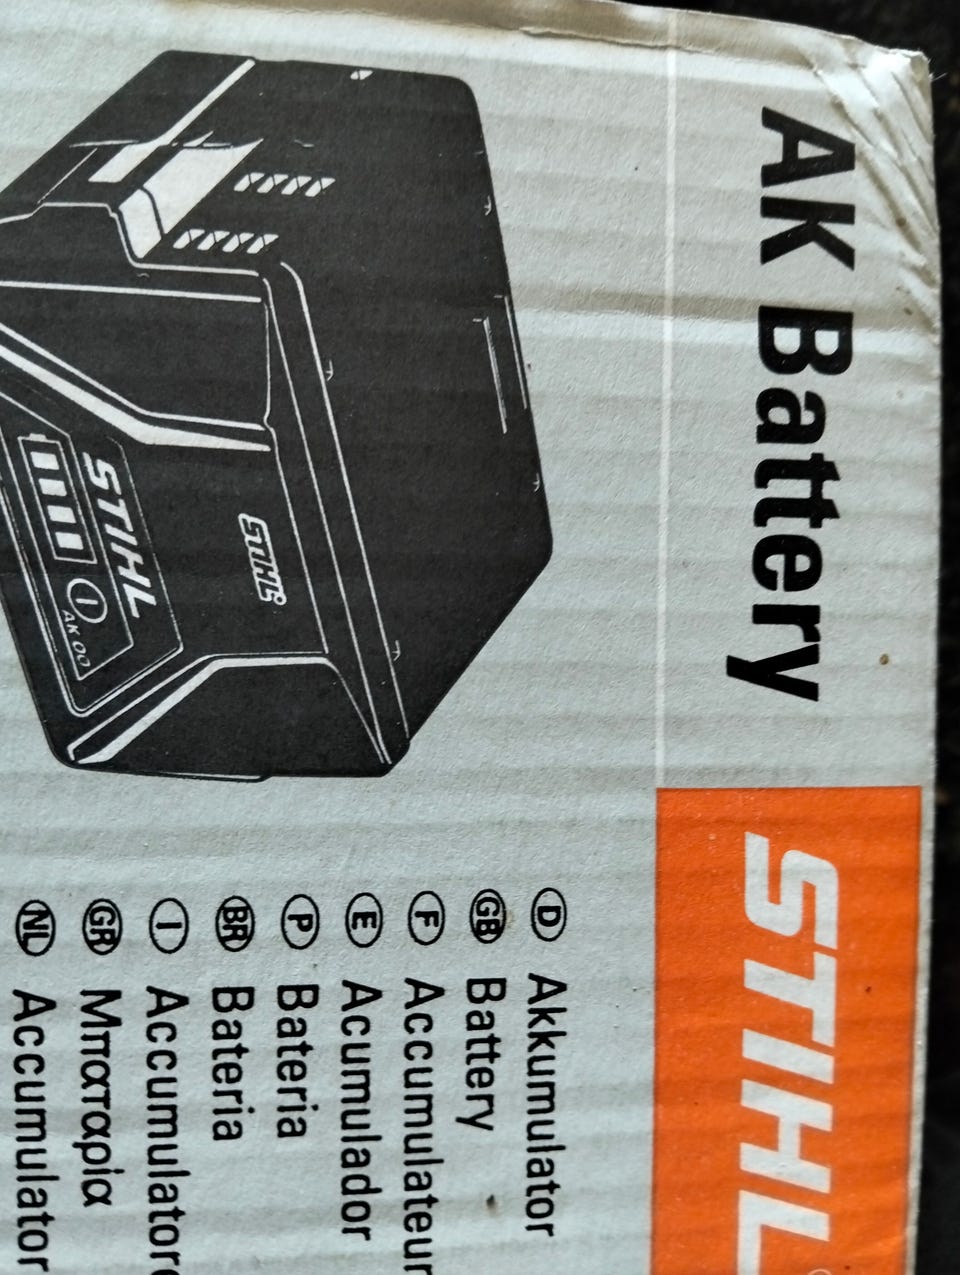 AK Battery
STIHL
STIHL
STIHL
AK 00
D Akkumulator
GB Battery
F Accumulateur
E Acumulador
P Bateria
BR Bateria
I Accumulatore
GR Μπαταρία
NL Accumulator